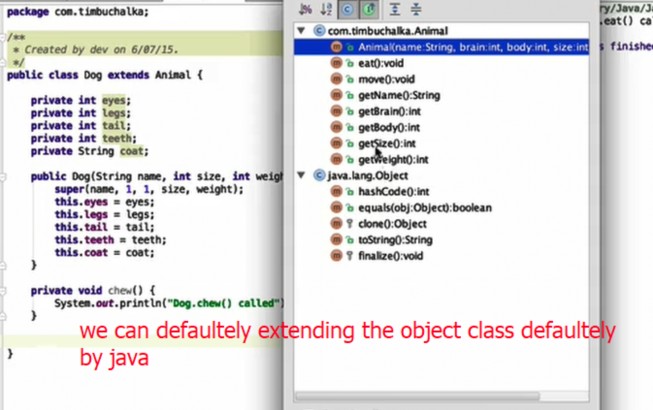 package com.timbuchalka;
/**
* Created by dev on 6/07/15.
*/
public class Dog extends Animal {
private int eyes;
private int legs;
private int tail;
private int teeth;
private String coat;
public Dog(String name, int size, int weigh
super(name, 1, 1, size, weight);
this.eyes = eyes;
this.legs = legs;
this.tail = tail;
this.teeth = teeth;
this.coat = coat;
}
private void chew() {
System.out.println("Dog.chew() called")
}
}
com.timbuchalka.Animal
Animal(name:String, brain:int, body:int, size:int
eat():void
move():void
getName():String
getBrain():int
getBody():int
getSize():int
getWeight():int
java.lang.Object
hashCode():int
equals(obj:Object):boolean
clone():Object
toString():String
finalize():void
ry/Java/Ja
.eat() calle
s finished
we can defaultely extending the object class defaultely
by java